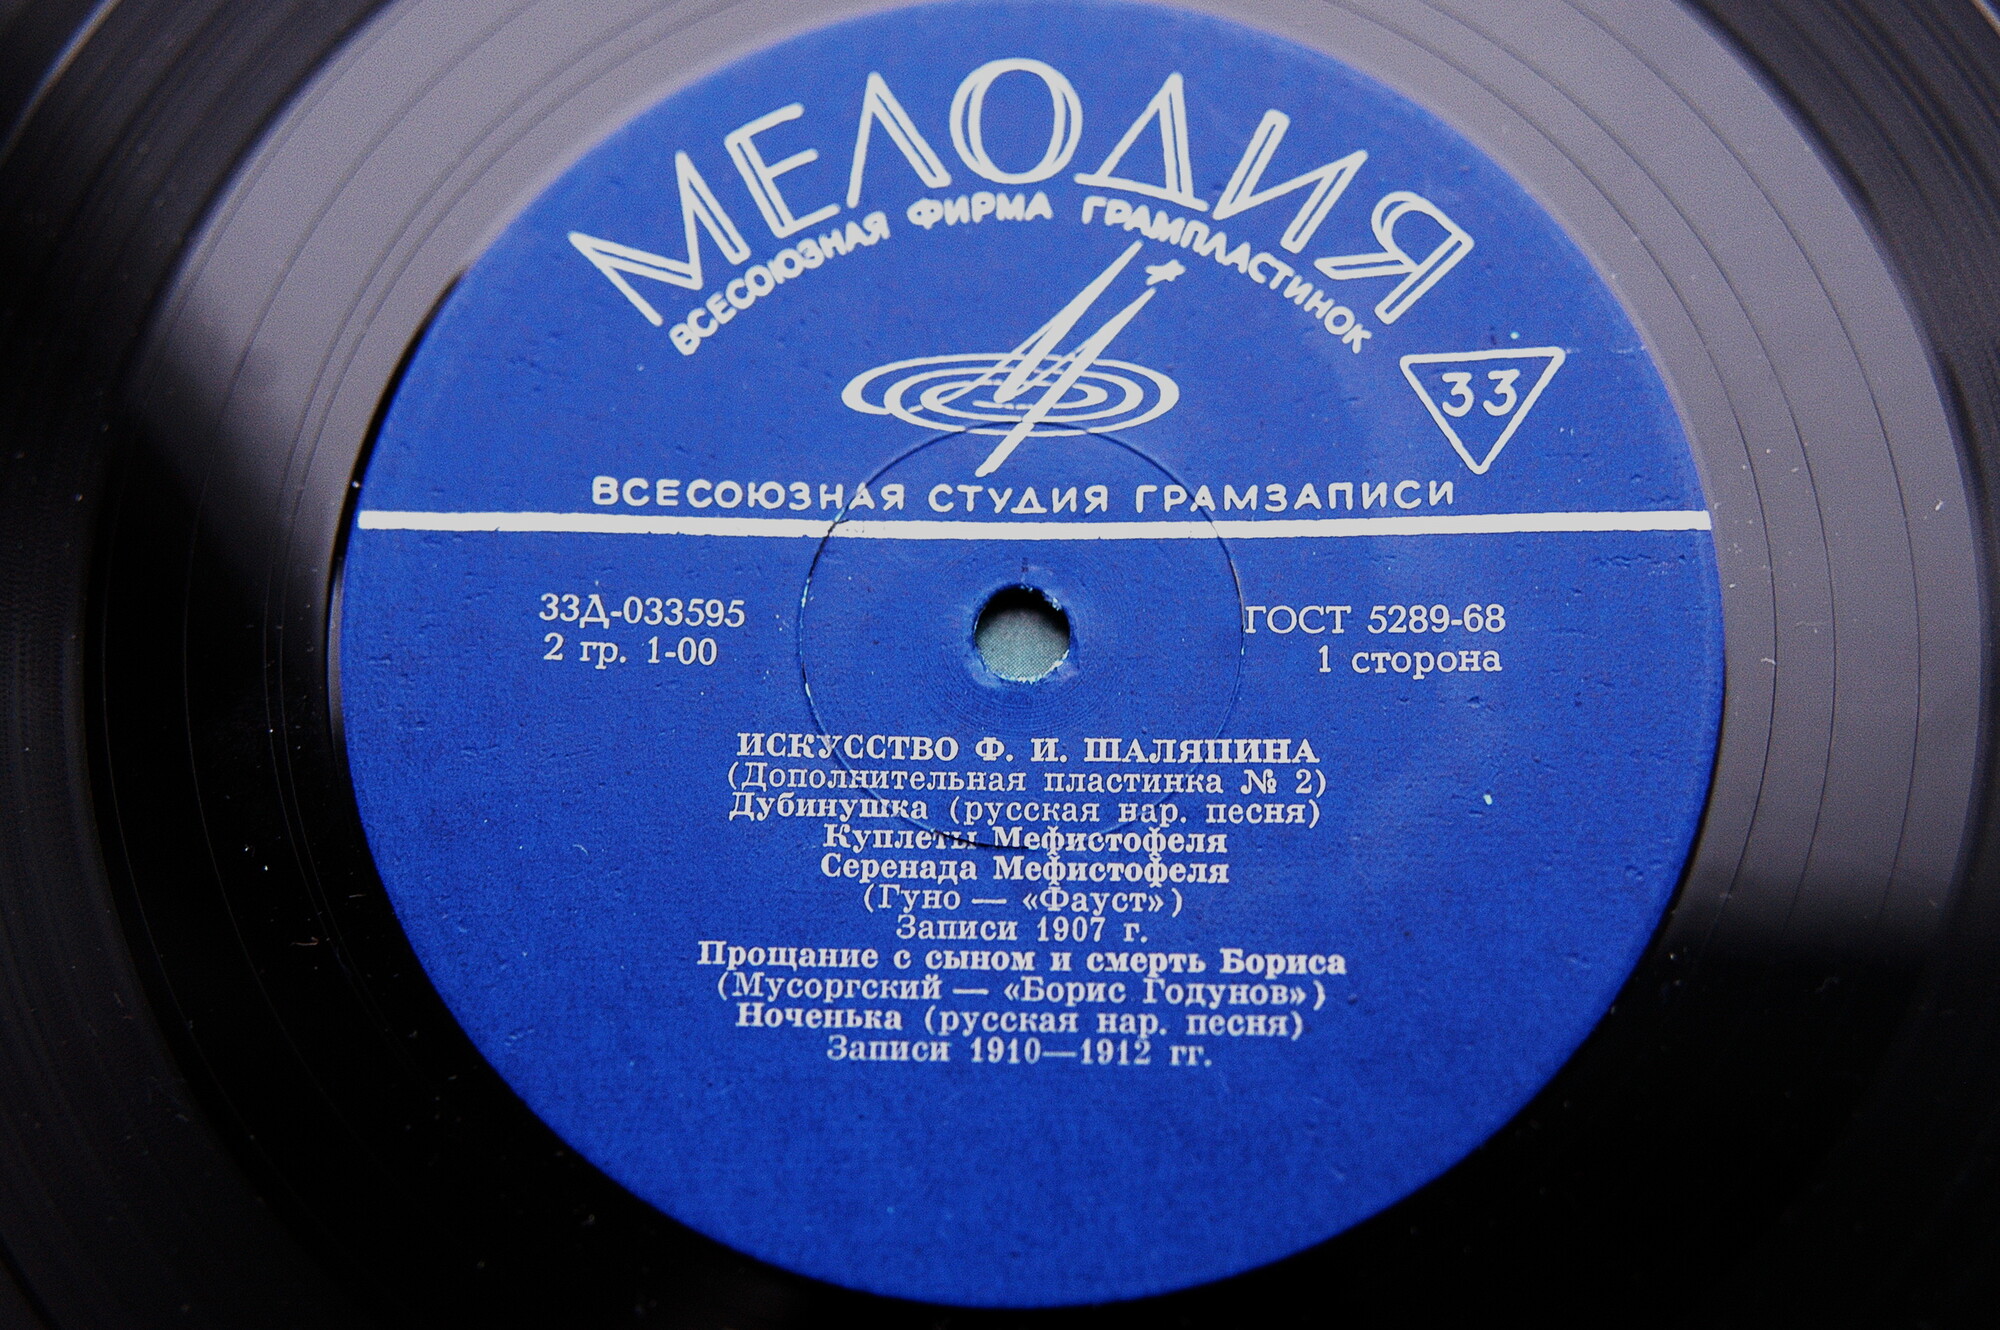 МЕЛОДИЯ
ВСЕСОЮЗНАЯ ФИРМА ГРАМПЛАСТИНОК
33
ВСЕСОЮЗНАЯ СТУДИЯ ГРАМЗАПИСИ
33Д-033595
2 гр. 1-00
ГОСТ 5289-68
1 сторона
ИСКУССТВО Ф. И. ШАЛЯПИНА
(Дополнительная пластинка № 2)
Дубинушка (русская нар. песня)
Куплеты Мефистофеля
Серенада Мефистофеля
(Гуно — «Фауст»)
Записи 1907 г.
Прощание с сыном и смерть Бориса
(Мусоргский — «Борис Годунов»)
Ноченька (русская нар. песня)
Записи 1910—1912 гг.